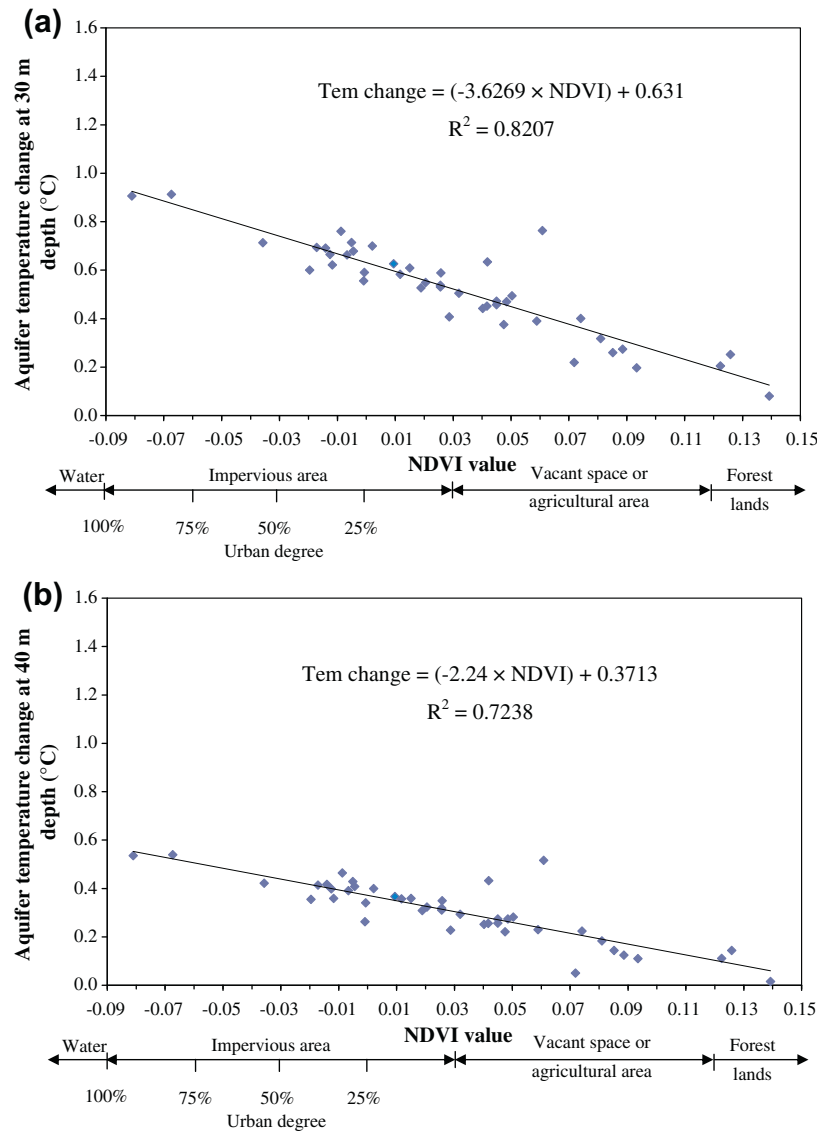 (a)
1.6
1.4
1.2
1.0
0.8
0.6
0.4
0.2
0.0
Aquifer temperature change at 30 m
depth (°C)
Tem change = (-3.6269 × NDVI) + 0.631
R² = 0.8207
-0.09 -0.07 -0.05 -0.03 -0.01 0.01 0.03 0.05 0.07 0.09 0.11 0.13 0.15
NDVI value
Water Impervious area Vacant space or Forest
agricultural area lands
100% 75% 50% 25%
Urban degree
(b)
1.6
1.4
1.2
1.0
0.8
0.6
0.4
0.2
0.0
Aquifer temperature change at 40 m
depth (°C)
Tem change = (-2.24 × NDVI) + 0.3713
R² = 0.7238
-0.09 -0.07 -0.05 -0.03 -0.01 0.01 0.03 0.05 0.07 0.09 0.11 0.13 0.15
NDVI value
Water Impervious area Vacant space or Forest
agricultural area lands
100% 75% 50% 25%
Urban degree